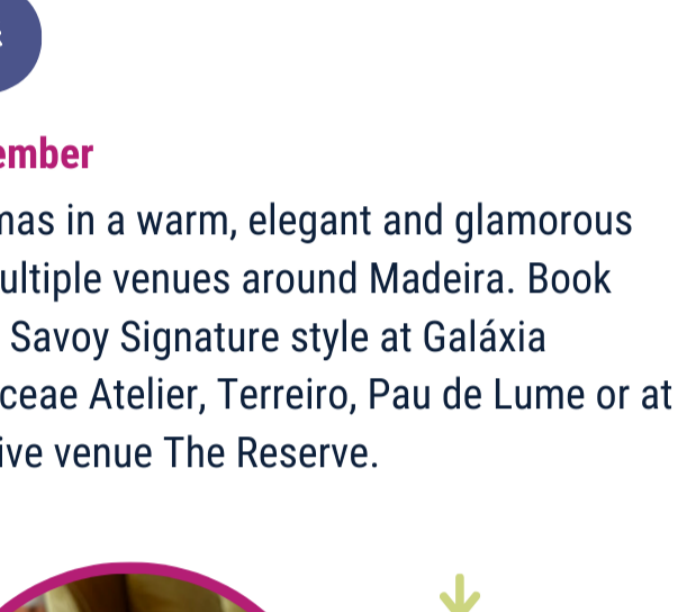 ember
mas in a warm, elegant and glamorous
ultiple venues around Madeira. Book
Savoy Signature style at Galáxia
ceae Atelier, Terreiro, Pau de Lume or at
ive venue The Reserve.